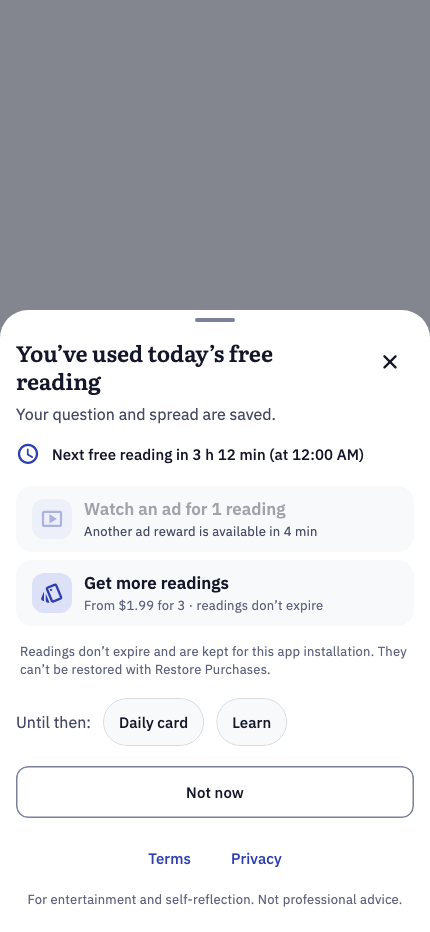 You’ve used today’s free
reading
Your question and spread are saved.
Next free reading in 3 h 12 min (at 12:00 AM)
Watch an ad for 1 reading
Another ad reward is available in 4 min
Get more readings
From $1.99 for 3 · readings don’t expire
Readings don’t expire and are kept for this app installation. They
can’t be restored with Restore Purchases.
Until then:
Daily card
Learn
Not now
Terms
Privacy
For entertainment and self-reflection. Not professional advice.